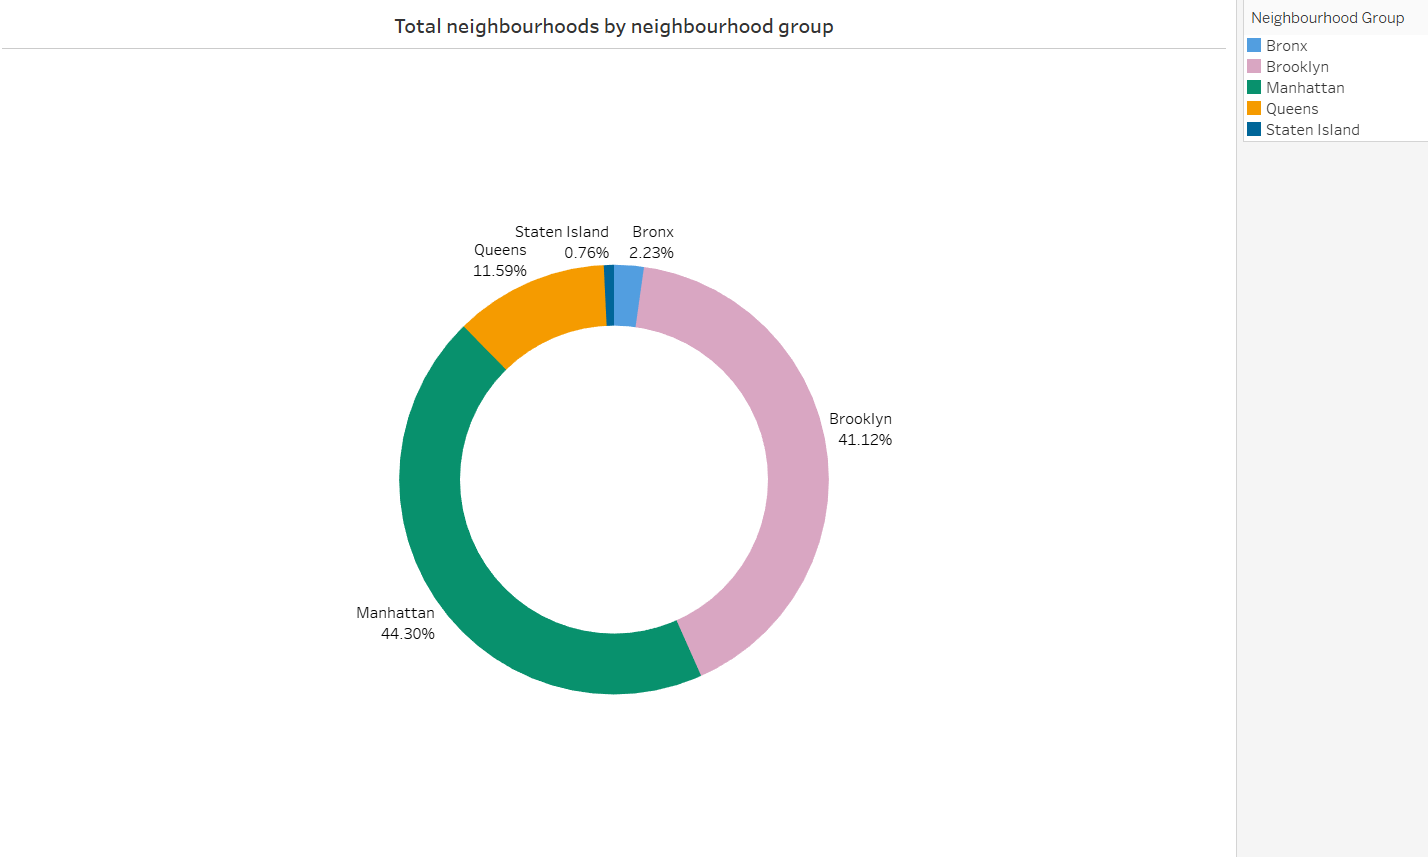 Total neighbourhoods by neighbourhood group
Neighbourhood Group
Bronx
Brooklyn
Manhattan
Queens
Staten Island
Staten Island
0.76%
Bronx
2.23%
Queens
11.59%
Brooklyn
41.12%
Manhattan
44.30%